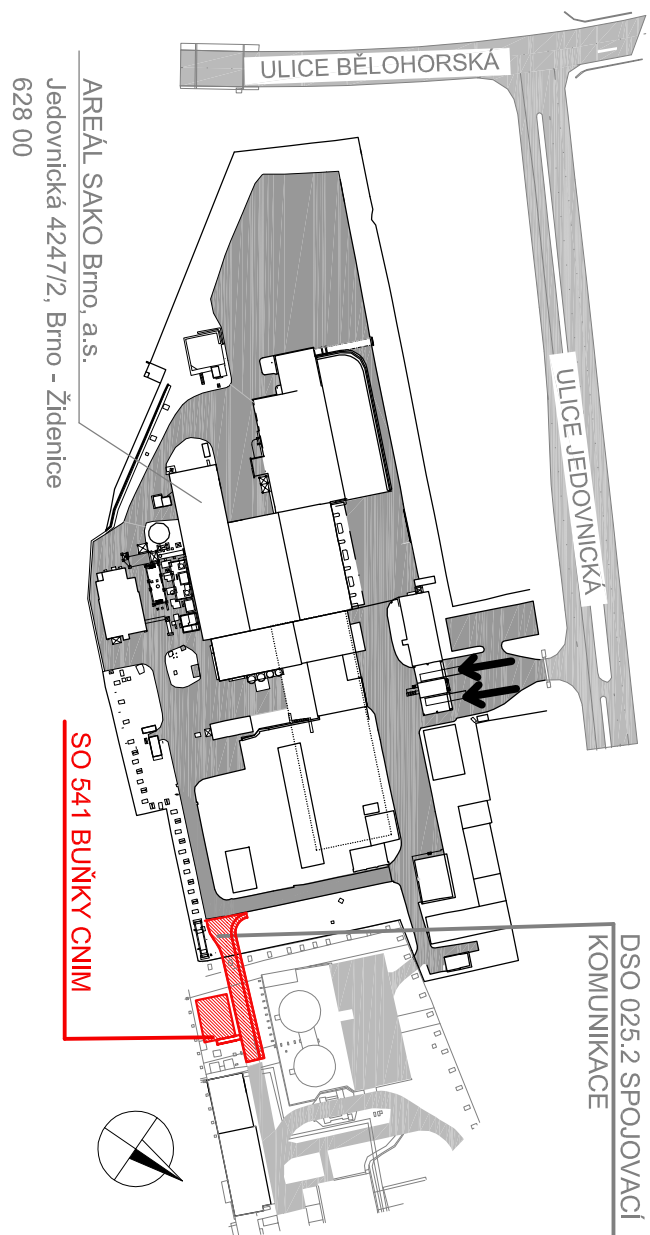 ULICE BĚLOHORSKÁ
ULICE JEDOVNICKÁ
AREÁL SAKO Brno, a.s.
Jedovnická 4247/2, Brno - Židenice
628 00
SO 541 BUŇKY CNIM
DSO 025.2 SPOJOVACÍ
KOMUNIKACE